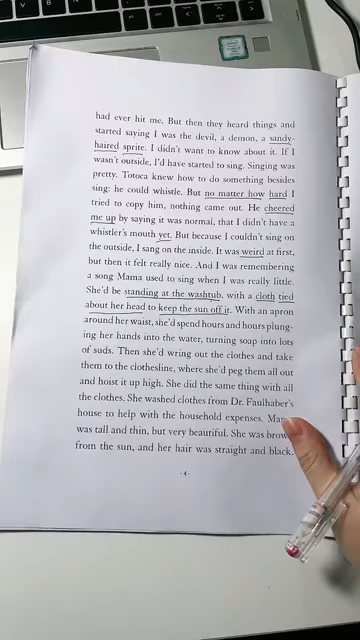 had ever hit me. But then they heard things and
started saying I was the devil, a demon, a sandy-
haired sprite. I didn't want to know about it. If I
wasn't outside, I'd have started to sing. Singing was
pretty. Totoca knew how to do something besides
sing: he could whistle. But no matter how hard I
tried to copy him, nothing came out. He cheered
me up by saying it was normal, that I didn't have a
whistler's mouth yet. But because I couldn't sing on
the outside, I sang on the inside. It was weird at first,
but then it felt really nice. And I was remembering
a song Mama used to sing when I was really little.
She'd be standing at the washtub, with a cloth tied
about her head to keep the sun off it. With an apron
around her waist, she'd spend hours and hours plung-
ing her hands into the water, turning soap into lots
of suds. Then she'd wring out the clothes and take
them to the clothesline, where she'd peg them all out
and hoist it up high. She did the same thing with all
the clothes. She washed clothes from Dr. Faulhaber's
house to help with the household expenses.
was tall and thin, but very beautiful. She was
from the sun, and her hair was straight and black.
· 4 ·